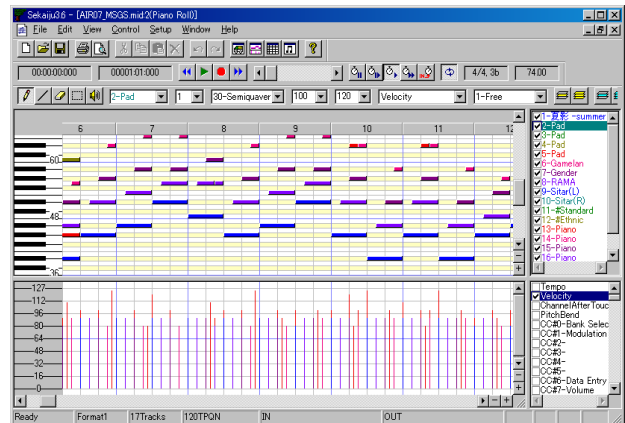 Sekaiju3.6 - [AIR07_MSGS.mid:2(Piano Roll)]
File Edit View Control Setup Window Help
00:00:00:000 00001:01:000 4/4, 3b 74.00
2-Pad 1 30-Semiquaver 100 120 Velocity 1-Free
6 7 8 9 10 11 12
60
48
36
1-夏影 -summer
2-Pad
3-Pad
4-Pad
5-Pad
6-Gamelan
7-Gender
8-RAMA
9-Sitar(L)
10-Sitar(R)
11-#Standard
12-#Ethnic
13-Piano
14-Piano
15-Piano
16-Piano
127
112
96
80
64
48
32
16
0
Tempo
Velocity
ChannelAfterTouc
PitchBend
CC#0-Bank Selec
CC#1-Modulation
CC#2-
CC#3-
CC#4-
CC#5-
CC#6-Data Entry
CC#7-Volume
Ready Format1 17Tracks 120TPQN IN OUT